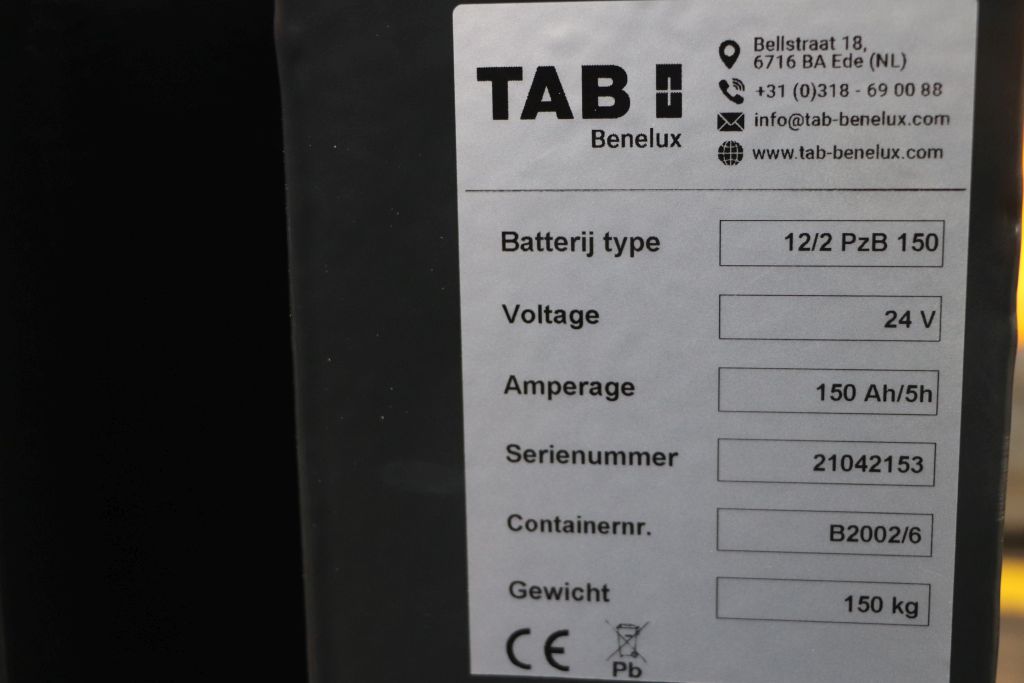 TAB
Benelux
Bellstraat 18,
6716 BA Ede (NL)
+31 (0)318 - 69 00 88
info@tab-benelux.com
www.tab-benelux.com
Batterij type 12/2 PzB 150
Voltage 24 V
Amperage 150 Ah/5h
Serienummer 21042153
Containernr. B2002/6
Gewicht 150 kg
CE
Pb